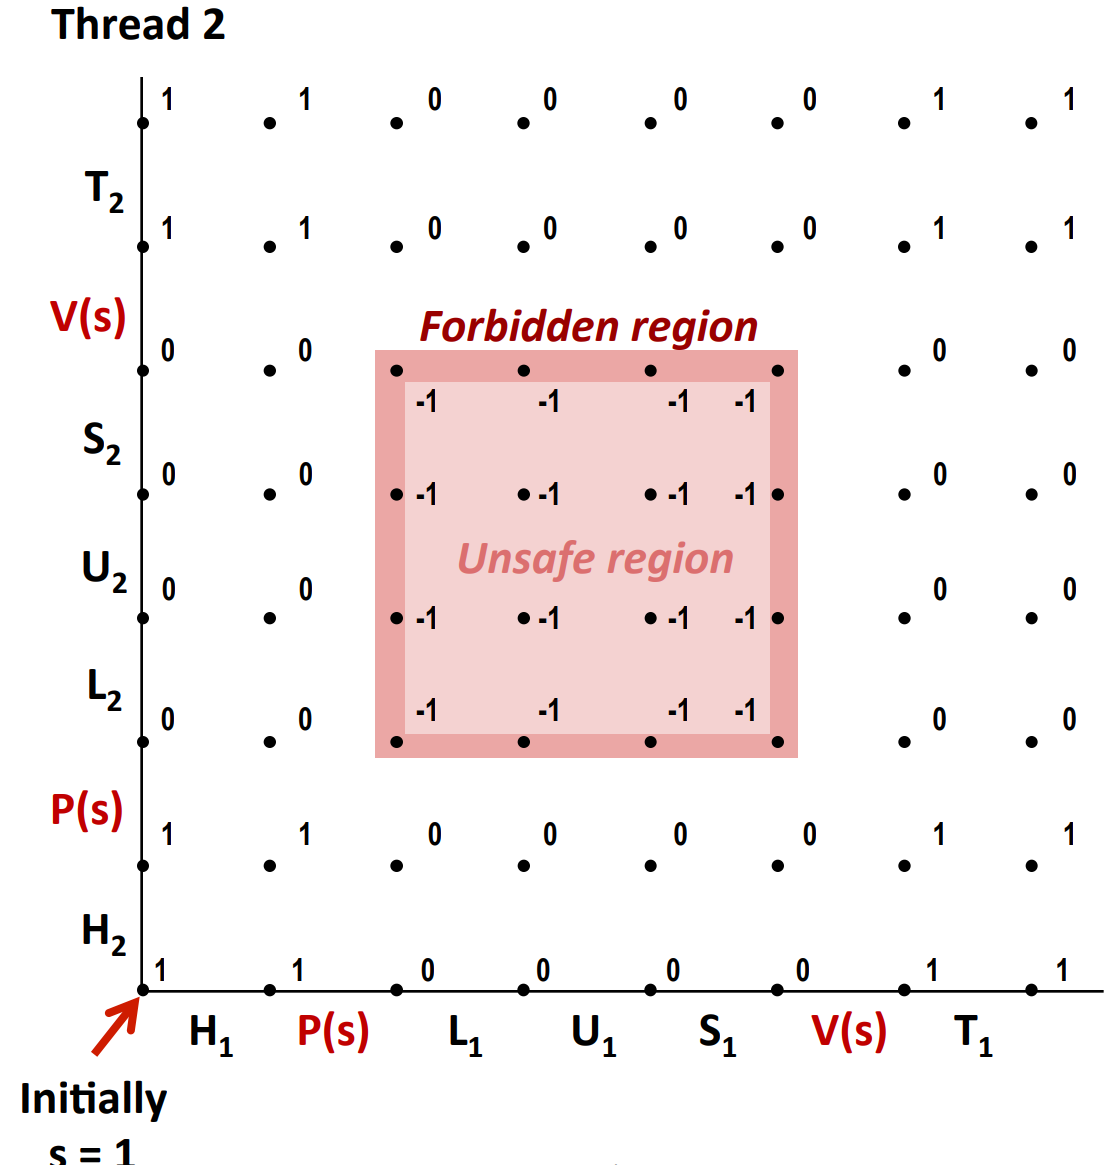 Thread 2
1 1 0 0 0 0 1 1
T2
1 1 0 0 0 0 1 1
V(s)
Forbidden region
0 0 0 0
-1 -1 -1 -1
S2
0 0 -1 -1 -1 -1 0 0
Unsafe region
U2
0 0 0 0
-1 -1 -1 -1
L2
-1 -1 -1 -1
0 0 0 0
P(s)
1 1 0 0 0 0 1 1
H2
1 1 0 0 0 0 1 1
H1 P(s) L1 U1 S1 V(s) T1
Initially
s = 1